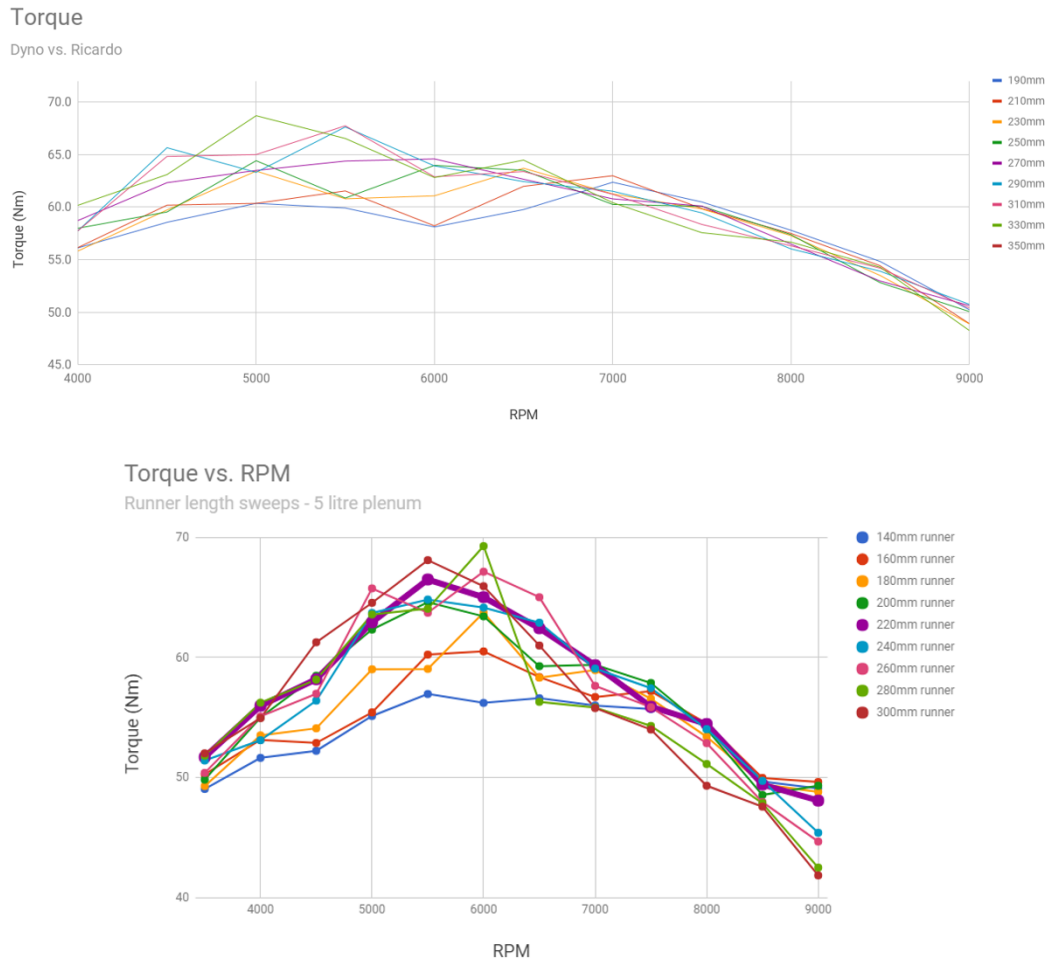 Torque
Dyno vs. Ricardo
Torque (Nm)
70.0
65.0
60.0
55.0
50.0
45.0
4000 5000 6000 7000 8000 9000
RPM
190mm
210mm
230mm
250mm
270mm
290mm
310mm
330mm
350mm
Torque vs. RPM
Runner length sweeps - 5 litre plenum
Torque (Nm)
70
60
50
40
4000 5000 6000 7000 8000 9000
RPM
140mm runner
160mm runner
180mm runner
200mm runner
220mm runner
240mm runner
260mm runner
280mm runner
300mm runner